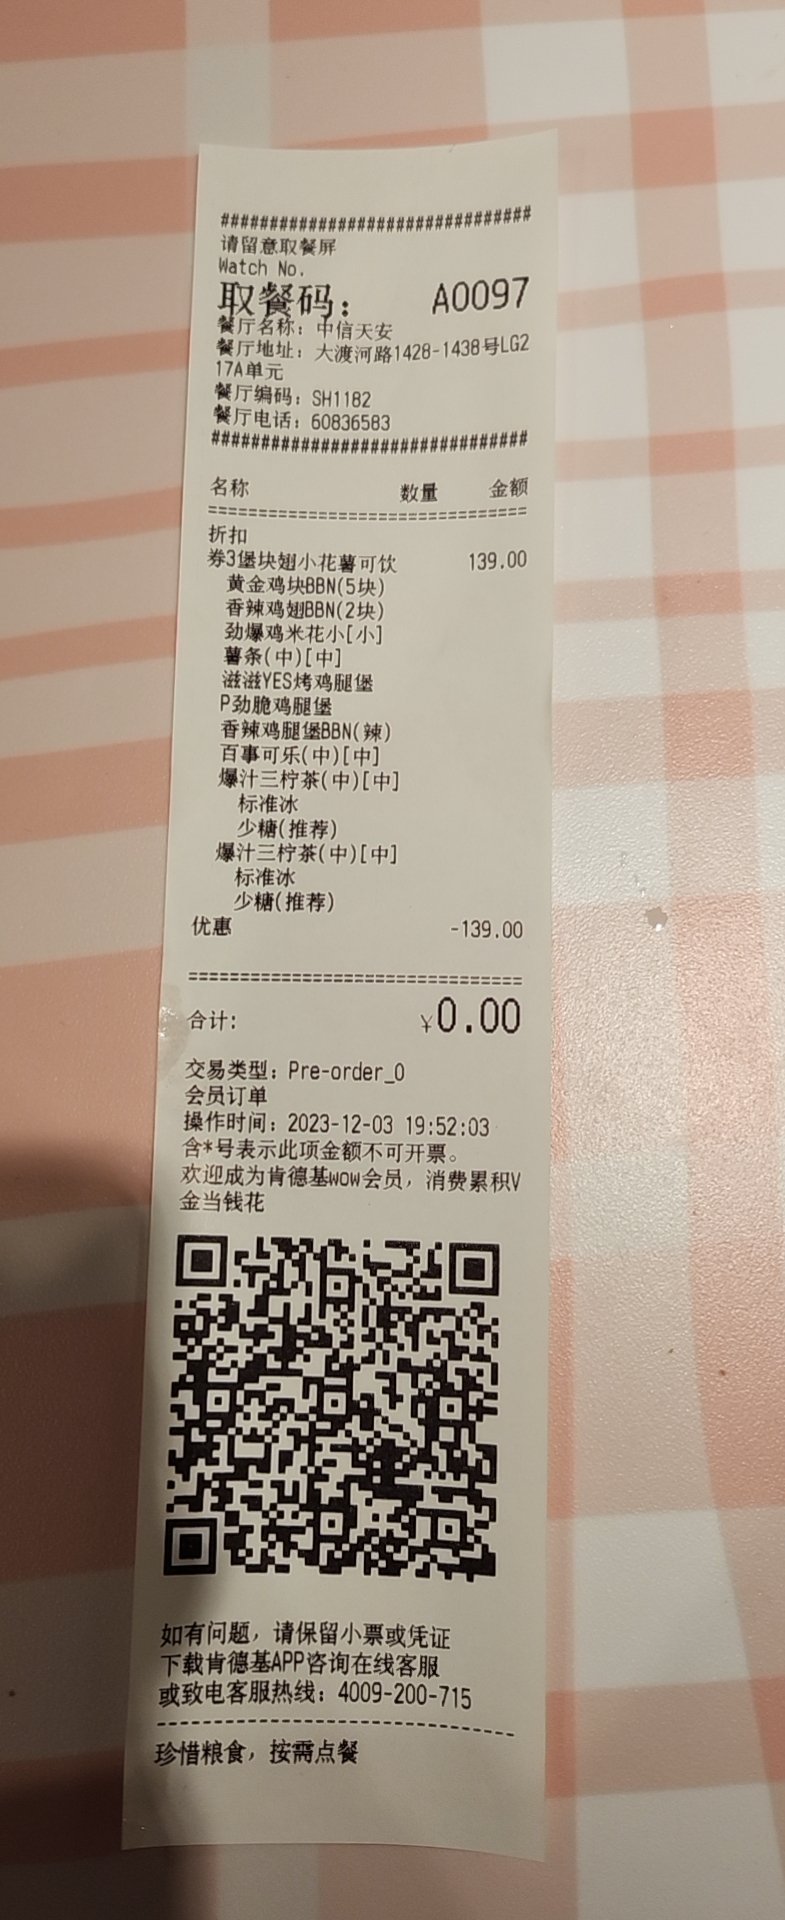 ################################
请留意取餐屏
Watch No.
取餐码： A0097
餐厅名称：中信天安
餐厅地址：大渡河路1428-1438号LG2
17A单元
餐厅编码：SH1182
餐厅电话：60836583
################################
名称 数量 金额
================================
折扣
券3堡块翅小花薯可饮 139.00
黄金鸡块BBN(5块)
香辣鸡翅BBN(2块)
劲爆鸡米花小[小]
薯条(中)[中]
滋滋YES烤鸡腿堡
P劲脆鸡腿堡
香辣鸡腿堡BBN(辣)
百事可乐(中)[中]
爆汁三柠茶(中)[中]
标准冰
少糖(推荐)
爆汁三柠茶(中)[中]
标准冰
少糖(推荐)
优惠 -139.00
================================
合计: ¥0.00
交易类型：Pre-order_0
会员订单
操作时间：2023-12-03 19:52:03
含*号表示此项金额不可开票。
欢迎成为肯德基wow会员，消费累积V
金当钱花
如有问题，请保留小票或凭证
下载肯德基APP咨询在线客服
或致电客服热线：4009-200-715
--------------------------------
珍惜粮食，按需点餐